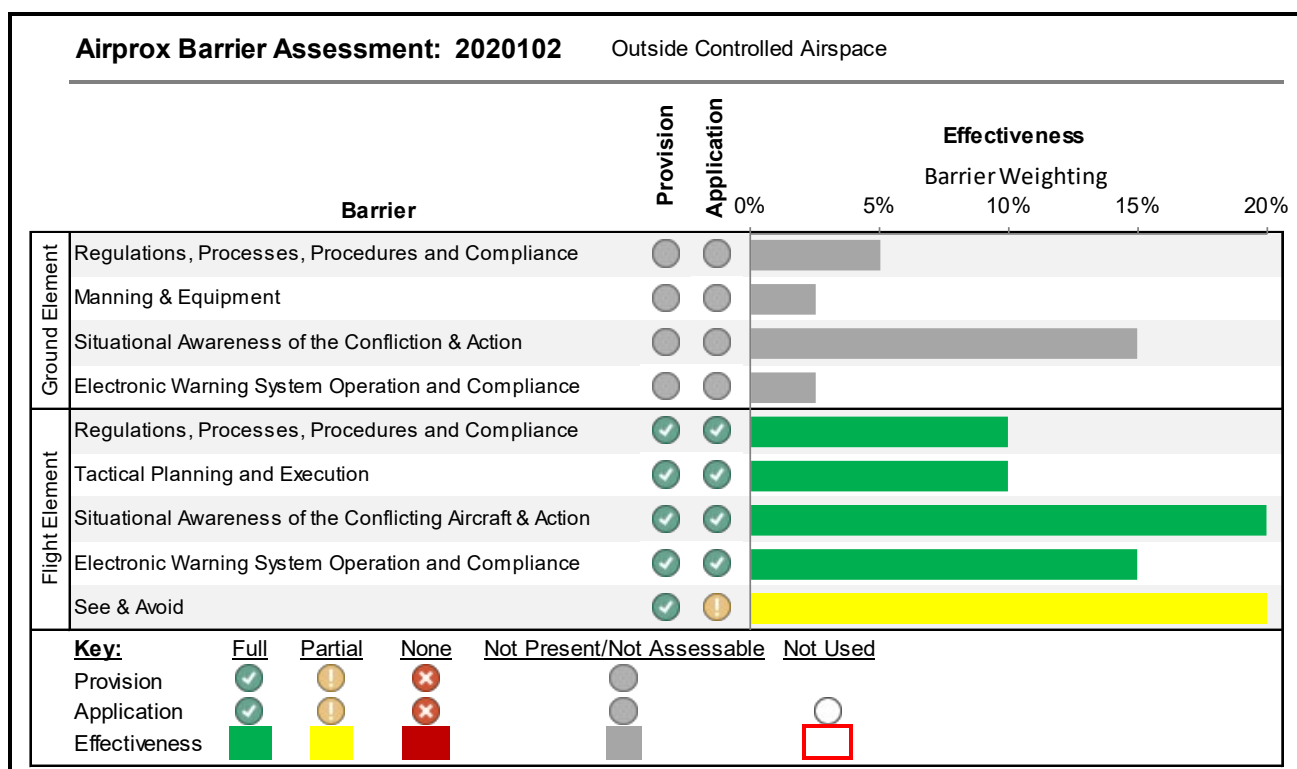 Airprox Barrier Assessment: 2020102 Outside Controlled Airspace
Provision
Application
Effectiveness
Barrier Weighting
Barrier
0% 5% 10% 15% 20%
Ground Element
Regulations, Processes, Procedures and Compliance
Manning & Equipment
Situational Awareness of the Confliction & Action
Electronic Warning System Operation and Compliance
Flight Element
Regulations, Processes, Procedures and Compliance
Tactical Planning and Execution
Situational Awareness of the Conflicting Aircraft & Action
Electronic Warning System Operation and Compliance
See & Avoid
Key: Full Partial None Not Present/Not Assessable Not Used
Provision
Application
Effectiveness